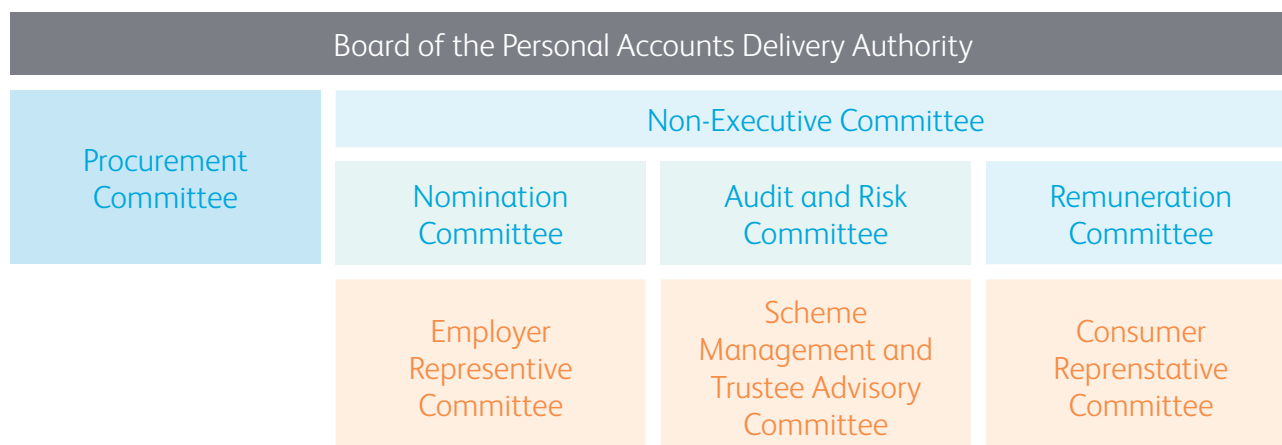 Board of the Personal Accounts Delivery Authority
Procurement
Committee
Non-Executive Committee
Nomination
Committee
Audit and Risk
Committee
Remuneration
Committee
Employer
Representive
Committee
Scheme
Management and
Trustee Advisory
Committee
Consumer
Reprenstative
Committee